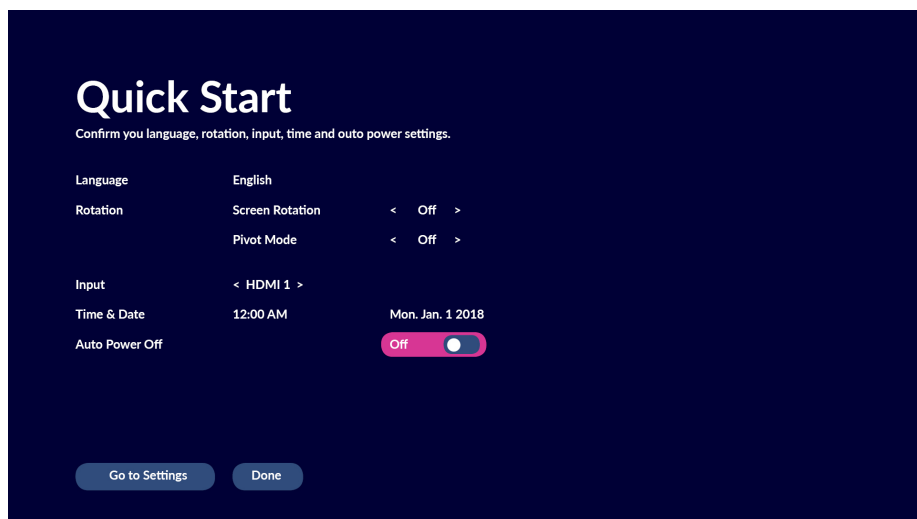 Quick Start
Confirm you language, rotation, input, time and outo power settings.
Language English
Rotation Screen Rotation < Off >
Pivot Mode < Off >
Input < HDMI 1 >
Time & Date 12:00 AM Mon. Jan. 1 2018
Auto Power Off Off
Go to Settings Done